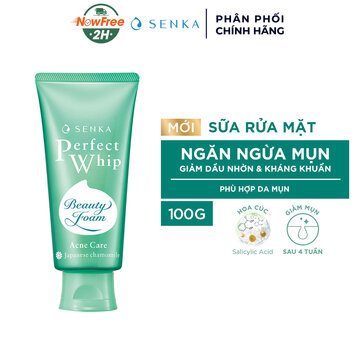 NowFree
2H
SENKA
PHÂN PHỐI
CHÍNH HÃNG
SENKA
Perfect
Whip
Beauty
Foam
Acne Care
Japanese chamomile
MỚI
SỮA RỬA MẶT
NGĂN NGỪA MỤN
GIẢM DẦU NHỜN & KHÁNG KHUẨN
PHÙ HỢP DA MỤN
100G
HOA CÚC
Salicylic Acid
GIẢM MỤN
SAU 4 TUẦN